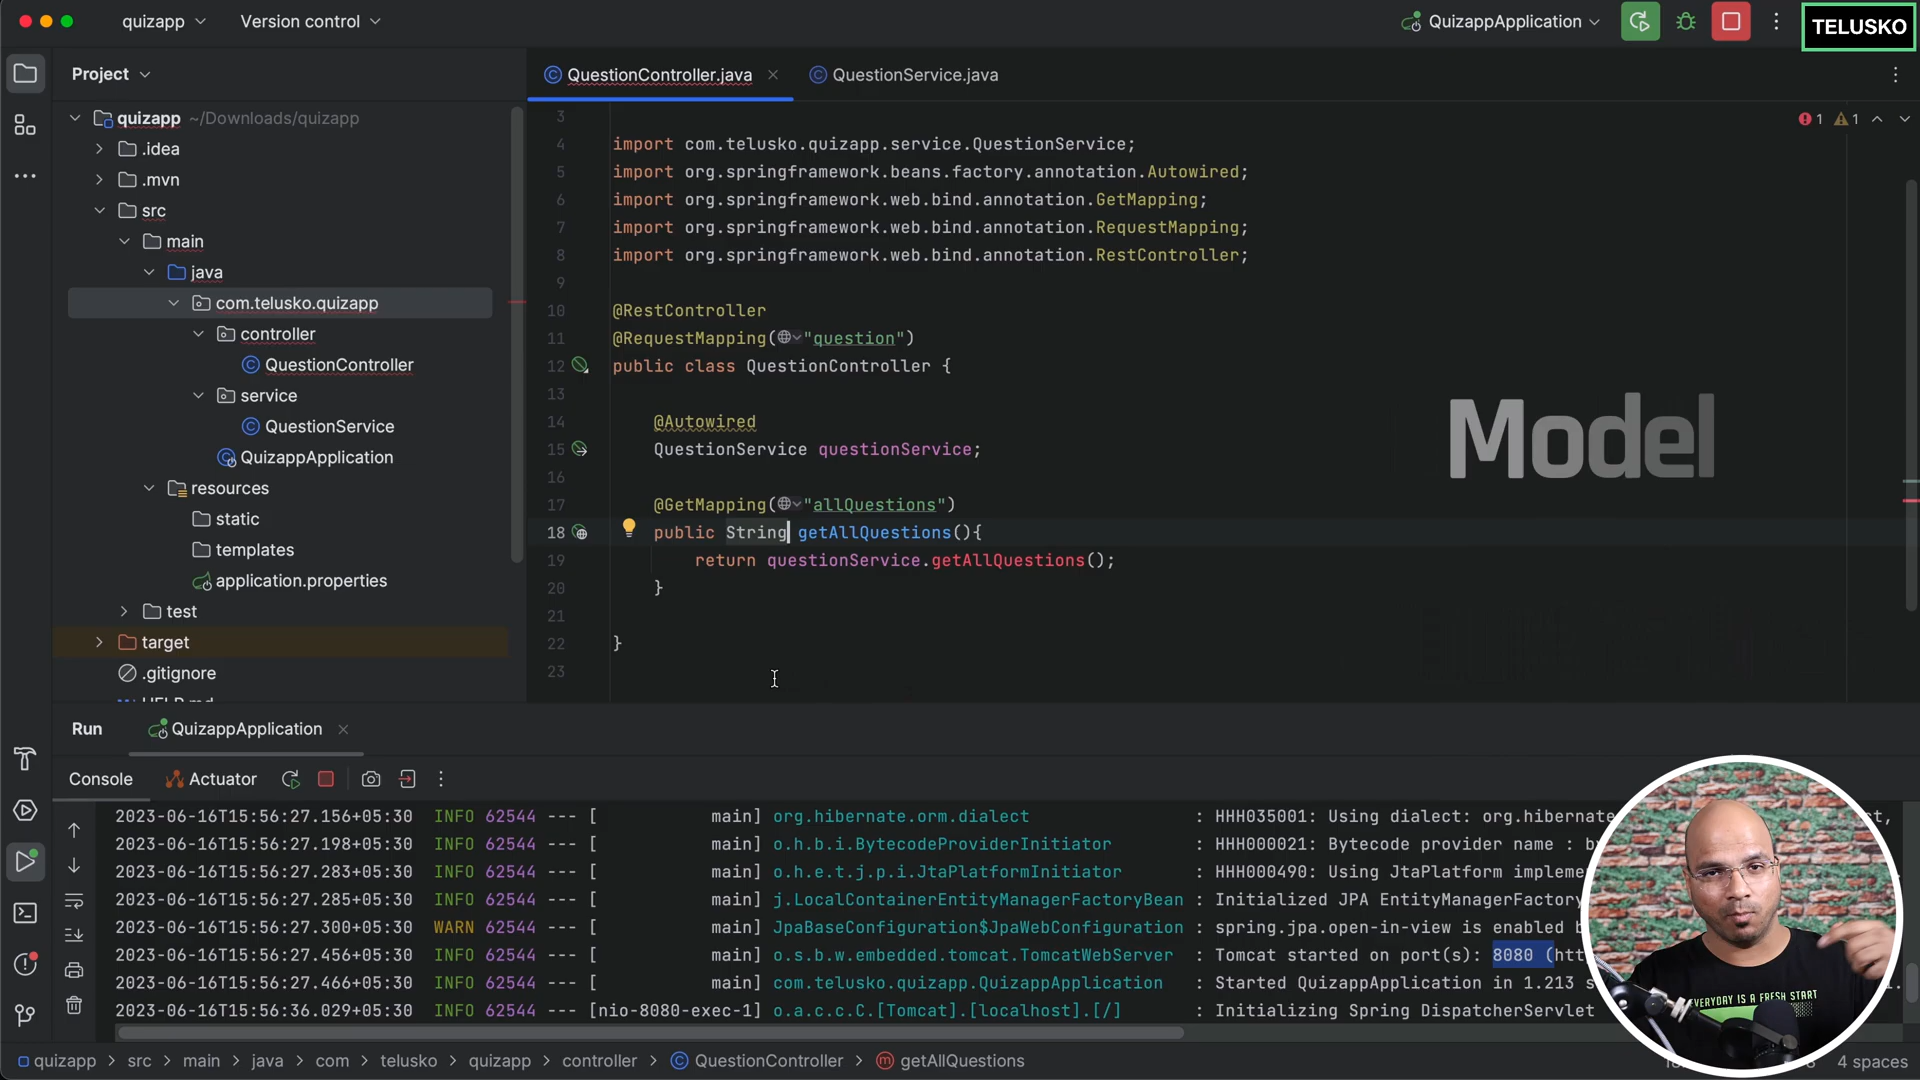 quizapp
Version control
QuizappApplication
TELUSKO
Project
QuestionController.java
QuestionService.java
quizapp ~/Downloads/quizapp
.idea
.mvn
src
main
java
com.telusko.quizapp
controller
QuestionController
service
QuestionService
QuizappApplication
resources
static
templates
application.properties
test
target
.gitignore
HELP.md
1 1
3
4 import com.telusko.quizapp.service.QuestionService;
5 import org.springframework.beans.factory.annotation.Autowired;
6 import org.springframework.web.bind.annotation.GetMapping;
7 import org.springframework.web.bind.annotation.RequestMapping;
8 import org.springframework.web.bind.annotation.RestController;
9
10 @RestController
11 @RequestMapping("question")
12 public class QuestionController {
13
14 @Autowired
15 QuestionService questionService;
16
17 @GetMapping("allQuestions")
18 public String getAllQuestions(){
19 return questionService.getAllQuestions();
20 }
21
22 }
23
Model
Run QuizappApplication
Console Actuator
2023-06-16T15:56:27.156+05:30 INFO 62544 --- [ main] org.hibernate.orm.dialect : HHH035001: Using dialect: org.hibernate
2023-06-16T15:56:27.198+05:30 INFO 62544 --- [ main] o.h.b.i.BytecodeProviderInitiator : HHH000021: Bytecode provider name :
2023-06-16T15:56:27.283+05:30 INFO 62544 --- [ main] o.h.e.t.j.p.i.JtaPlatformInitiator : HHH000490: Using JtaPlatform impleme
2023-06-16T15:56:27.285+05:30 INFO 62544 --- [ main] j.LocalContainerEntityManagerFactoryBean : Initialized JPA EntityManagerFactory
2023-06-16T15:56:27.300+05:30 WARN 62544 --- [ main] JpaBaseConfiguration$JpaWebConfiguration : spring.jpa.open-in-view is enabled b
2023-06-16T15:56:27.456+05:30 INFO 62544 --- [ main] o.s.b.w.embedded.tomcat.TomcatWebServer : Tomcat started on port(s): 8080 (htt
2023-06-16T15:56:27.466+05:30 INFO 62544 --- [ main] com.telusko.quizapp.QuizappApplication : Started QuizappApplication in 1.213 s
2023-06-16T15:56:36.029+05:30 INFO 62544 --- [nio-8080-exec-1] o.a.c.c.C.[Tomcat].[localhost].[/] : Initializing Spring DispatcherServlet
EVERYDAY IS A FRESH START
quizapp > src > main > java > com > telusko > quizapp > controller > QuestionController > getAllQuestions
4 spaces